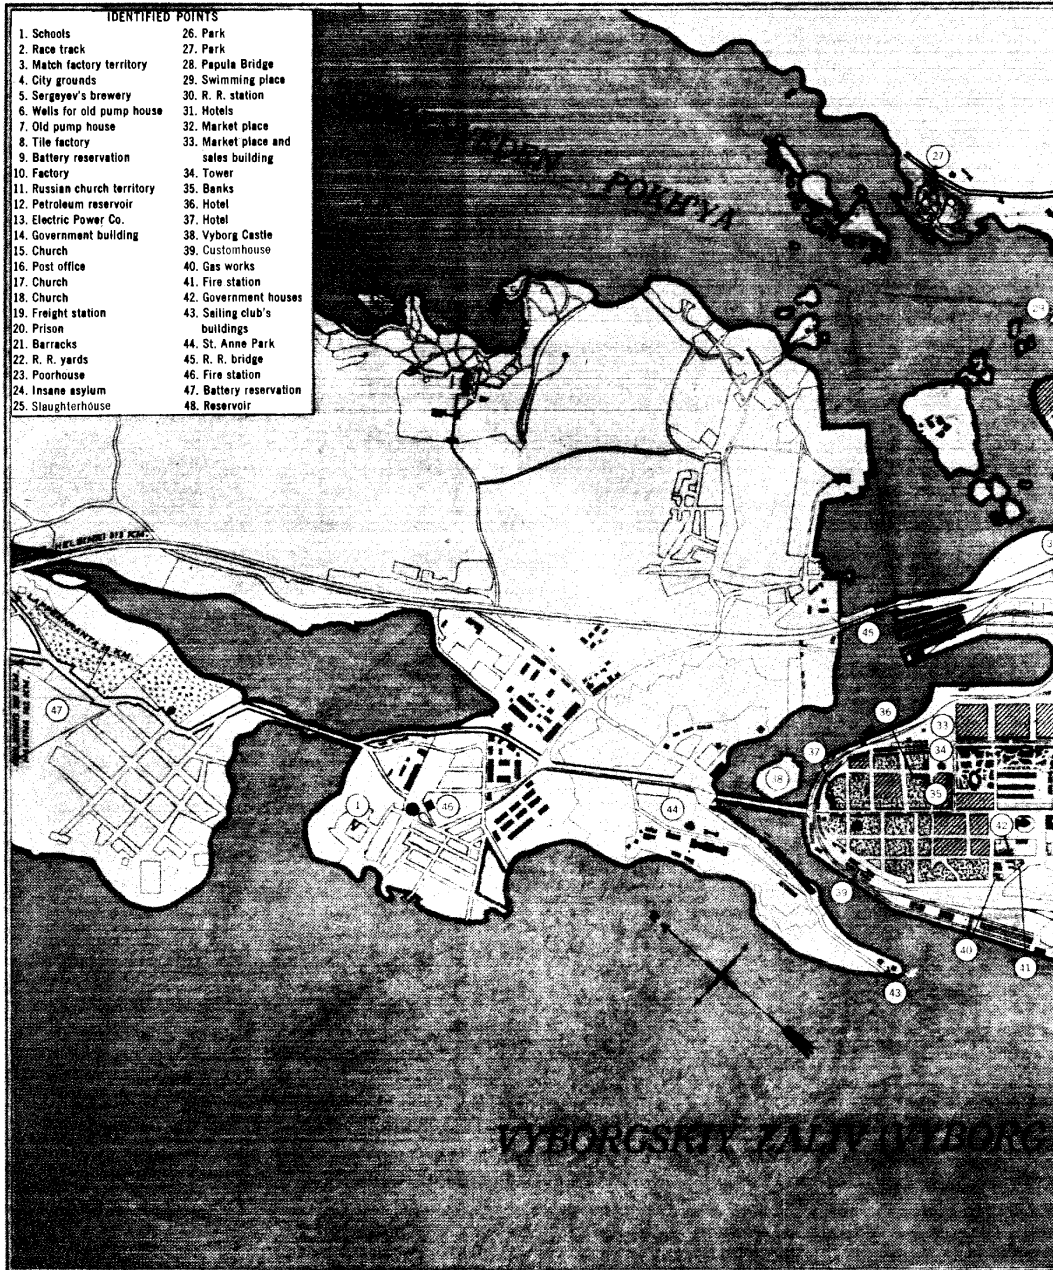 IDENTIFIED POINTS
1. Schools
2. Race track
3. Match factory territory
4. City grounds
5. Sergeyev's brewery
6. Wells for old pump house
7. Old pump house
8. Tile factory
9. Battery reservation
10. Factory
11. Russian church territory
12. Petroleum reservoir
13. Electric Power Co.
14. Government building
15. Church
16. Post office
17. Church
18. Church
19. Freight station
20. Prison
21. Barracks
22. R. R. yards
23. Poorhouse
24. Insane asylum
25. Slaughterhouse
26. Park
27. Park
28. Papula Bridge
29. Swimming place
30. R. R. station
31. Hotels
32. Market place
33. Market place and
sales building
34. Tower
35. Banks
36. Hotel
37. Hotel
38. Vyborg Castle
39. Customhouse
40. Gas works
41. Fire station
42. Government houses
43. Sailing club's
buildings
44. St. Anne Park
45. R. R. bridge
46. Fire station
47. Battery reservation
48. Reservoir
POKH'YA
27
29
45
47
36
33
37
34
38
35
1
46
44
42
39
40
41
43
VYBORGSKIY ZALIV (VYBORG